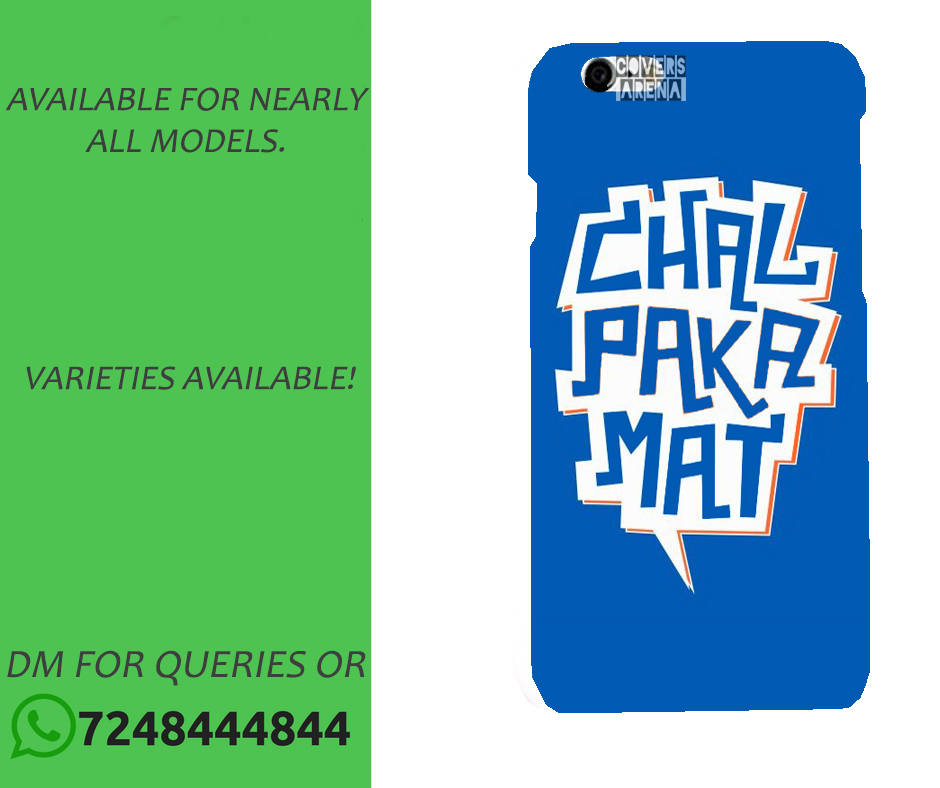 AVAILABLE FOR NEARLY
ALL MODELS.
VARIETIES AVAILABLE!
DM FOR QUERIES OR
7248444844
COVERS
ARENA
CHAL
PAKA
MAT